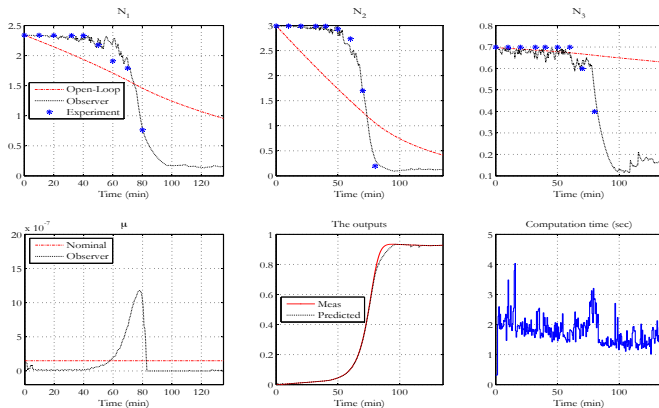 N1
2.5
2
1.5
1
0.5
0
0 20 40 60 80 100 120
Time (min)
Open-Loop
Observer
Experiment
N2
3
2.5
2
1.5
1
0.5
0
0 50 100
Time (min)
N3
0.8
0.7
0.6
0.5
0.4
0.3
0.2
0.1
0 50 100
Time (min)
μ
x 10-7
20
15
10
5
0
0 20 40 60 80 100 120
Time (min)
Nominal
Observer
The outputs
1
0.8
0.6
0.4
0.2
0
0 50 100
Time (min)
Meas
Predicted
Computation time (sec)
5
4
3
2
1
0
0 50 100
Time (min)